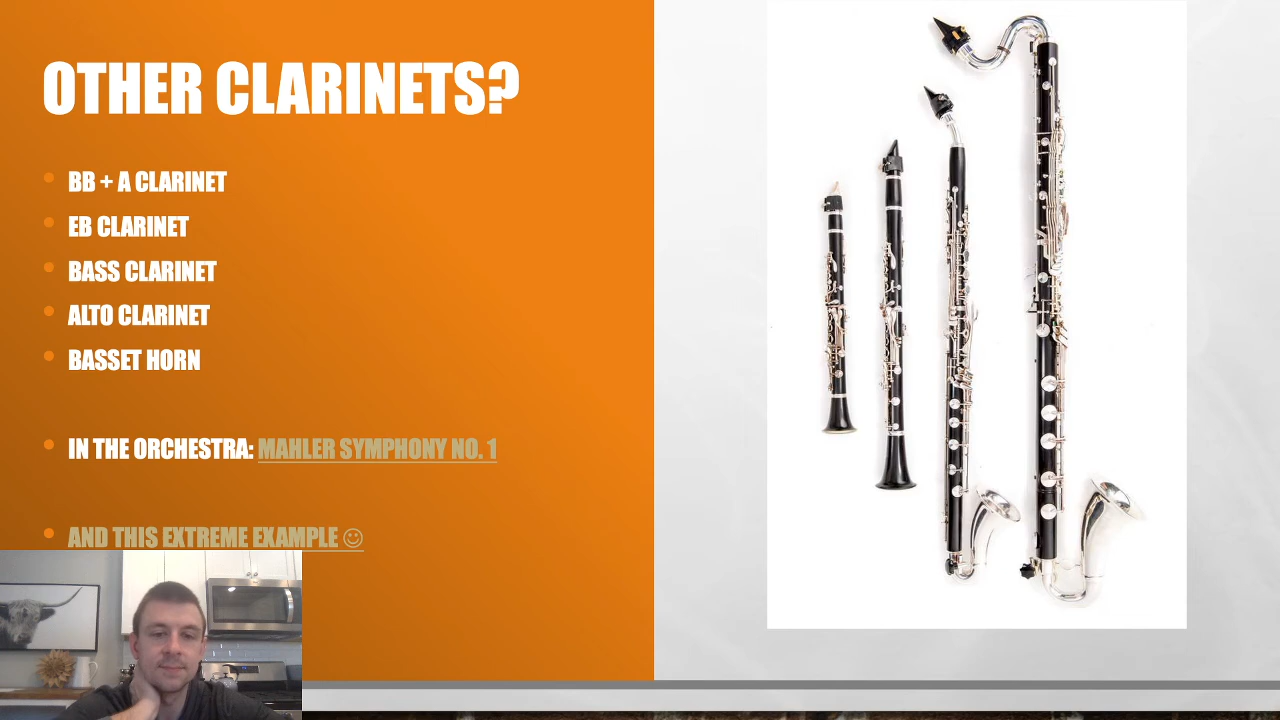 OTHER CLARINETS?
BB + A CLARINET
EB CLARINET
BASS CLARINET
ALTO CLARINET
BASSET HORN
IN THE ORCHESTRA: MAHLER SYMPHONY NO. 1
AND THIS EXTREME EXAMPLE ☺